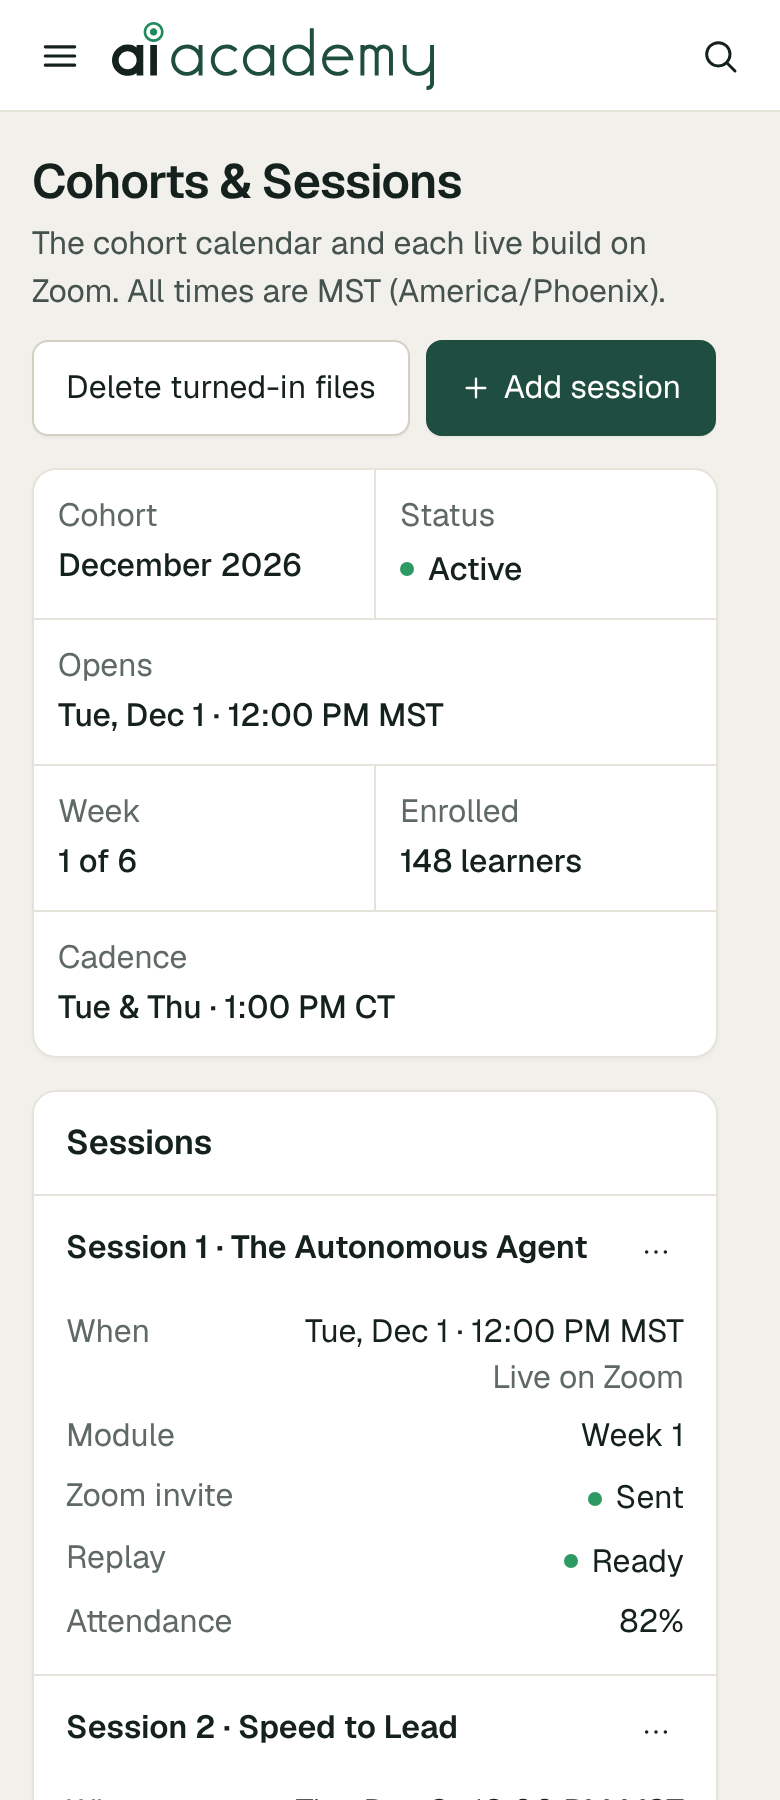 ai academy
Cohorts & Sessions
The cohort calendar and each live build on
Zoom. All times are MST (America/Phoenix).
Delete turned-in files
+ Add session
Cohort
December 2026
Status
Active
Opens
Tue, Dec 1 · 12:00 PM MST
Week
1 of 6
Enrolled
148 learners
Cadence
Tue & Thu · 1:00 PM CT
Sessions
Session 1 · The Autonomous Agent ...
When Tue, Dec 1 · 12:00 PM MST
Live on Zoom
Module Week 1
Zoom invite Sent
Replay Ready
Attendance 82%
Session 2 · Speed to Lead ...